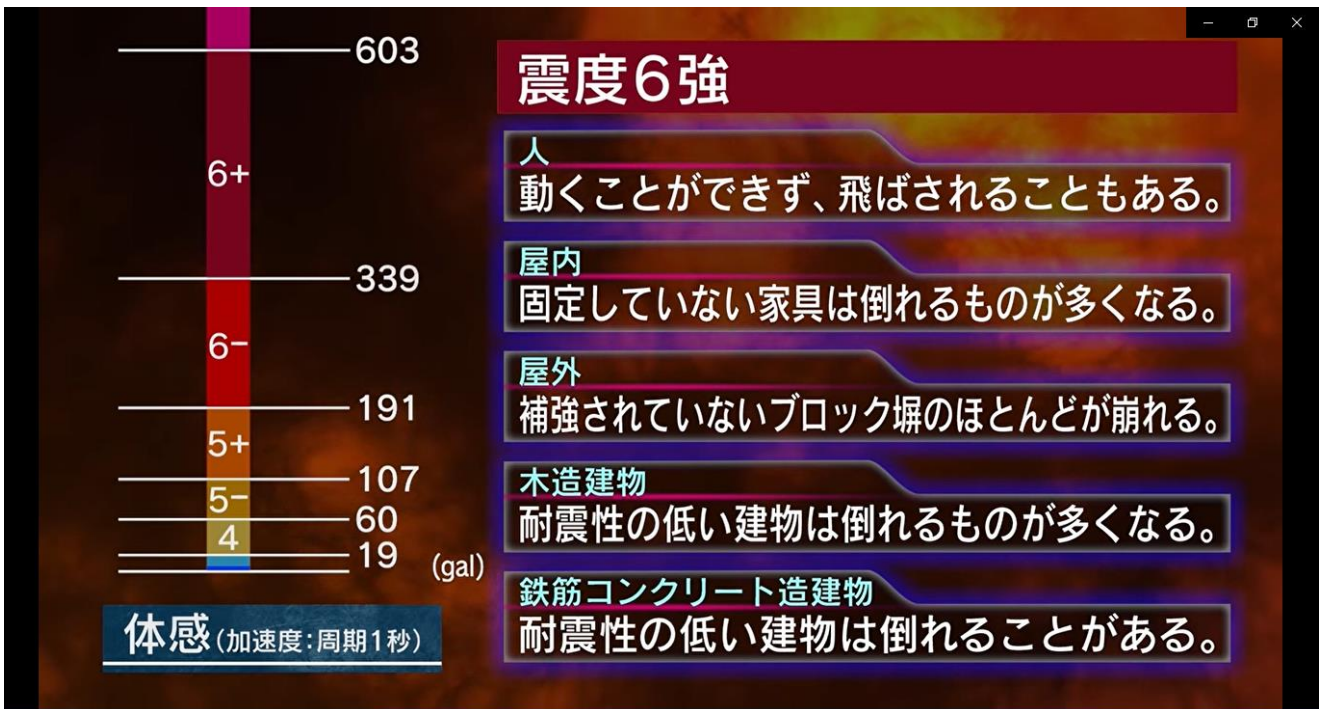 603
6+
339
6-
191
5+
107
5-
60
4
19
(gal)
体感(加速度:周期1秒)
震度6強
人
動くことができず、飛ばされることもある。
屋内
固定していない家具は倒れるものが多くなる。
屋外
補強されていないブロック塀のほとんどが崩れる。
木造建物
耐震性の低い建物は倒れるものが多くなる。
鉄筋コンクリート造建物
耐震性の低い建物は倒れることがある。